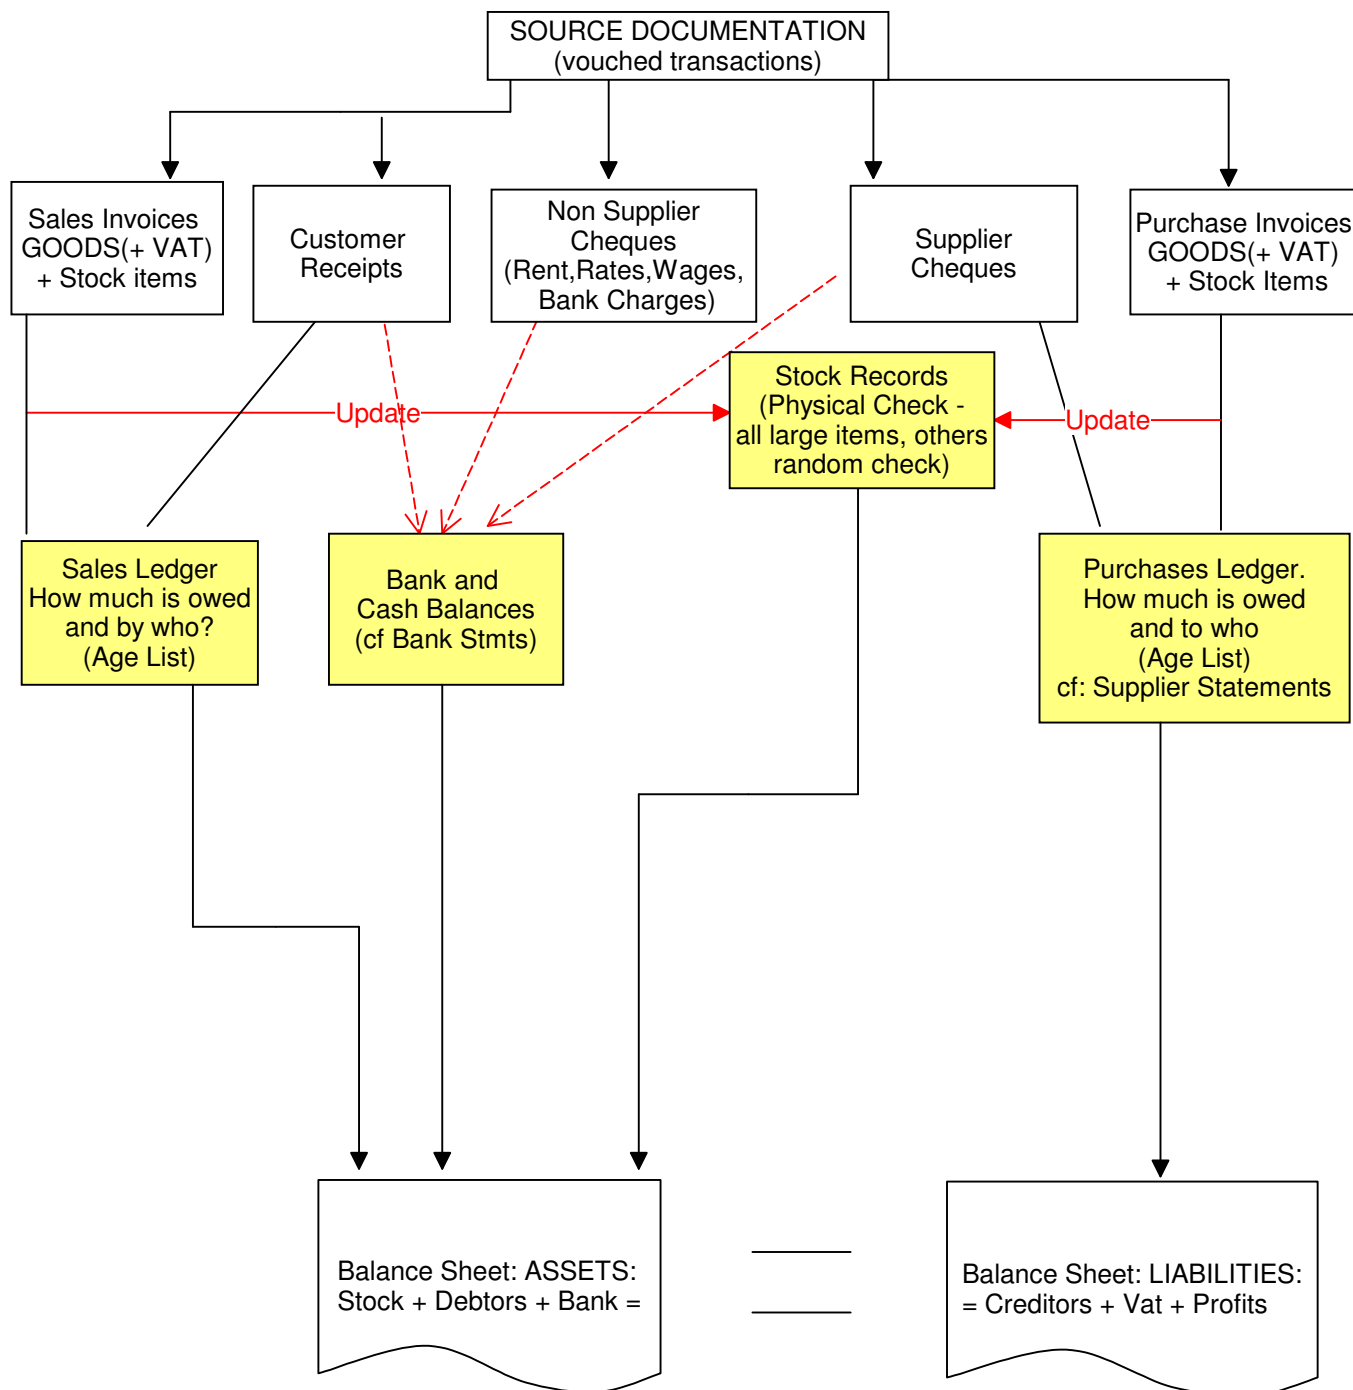 SOURCE DOCUMENTATION
(vouched transactions)
Sales Invoices
GOODS(+ VAT)
+ Stock items
Customer
Receipts
Non Supplier
Cheques
(Rent,Rates,Wages,
Bank Charges)
Supplier
Cheques
Purchase Invoices
GOODS(+ VAT)
+ Stock Items
Update
Stock Records
(Physical Check -
all large items, others
random check)
Update
Sales Ledger
How much is owed
and by who?
(Age List)
Bank and
Cash Balances
(cf Bank Stmts)
Purchases Ledger.
How much is owed
and to who
(Age List)
cf: Supplier Statements
Balance Sheet: ASSETS:
Stock + Debtors + Bank =
Balance Sheet: LIABILITIES:
= Creditors + Vat + Profits